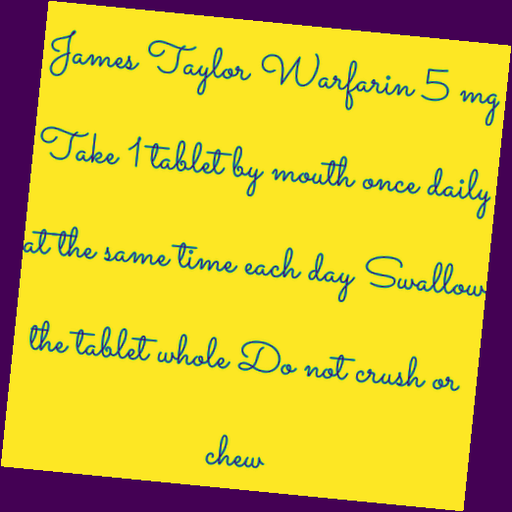 James Taylor Warfarin 5 mg
Take 1 tablet by mouth once daily
at the same time each day Swallow
the tablet whole Do not crush or
chew